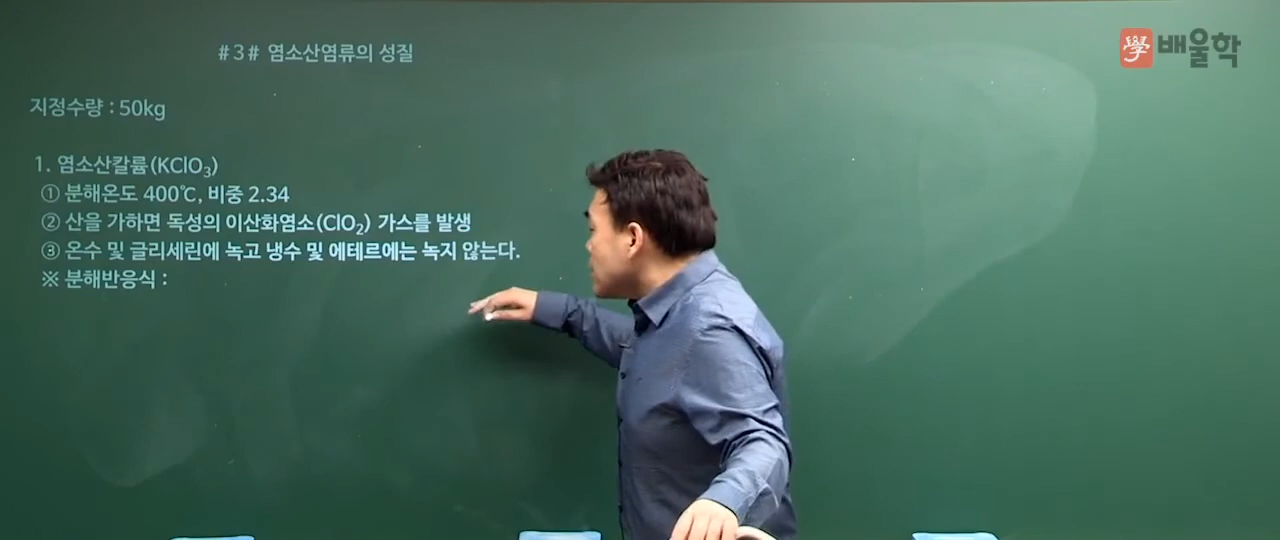 #3# 염소산염류의 성질
學 배울학
지정수량 : 50kg
1. 염소산칼륨(KClO₃)
① 분해온도 400℃, 비중 2.34
② 산을 가하면 독성의 이산화염소(ClO₂) 가스를 발생
③ 온수 및 글리세린에 녹고 냉수 및 에테르에는 녹지 않는다.
※ 분해반응식 :